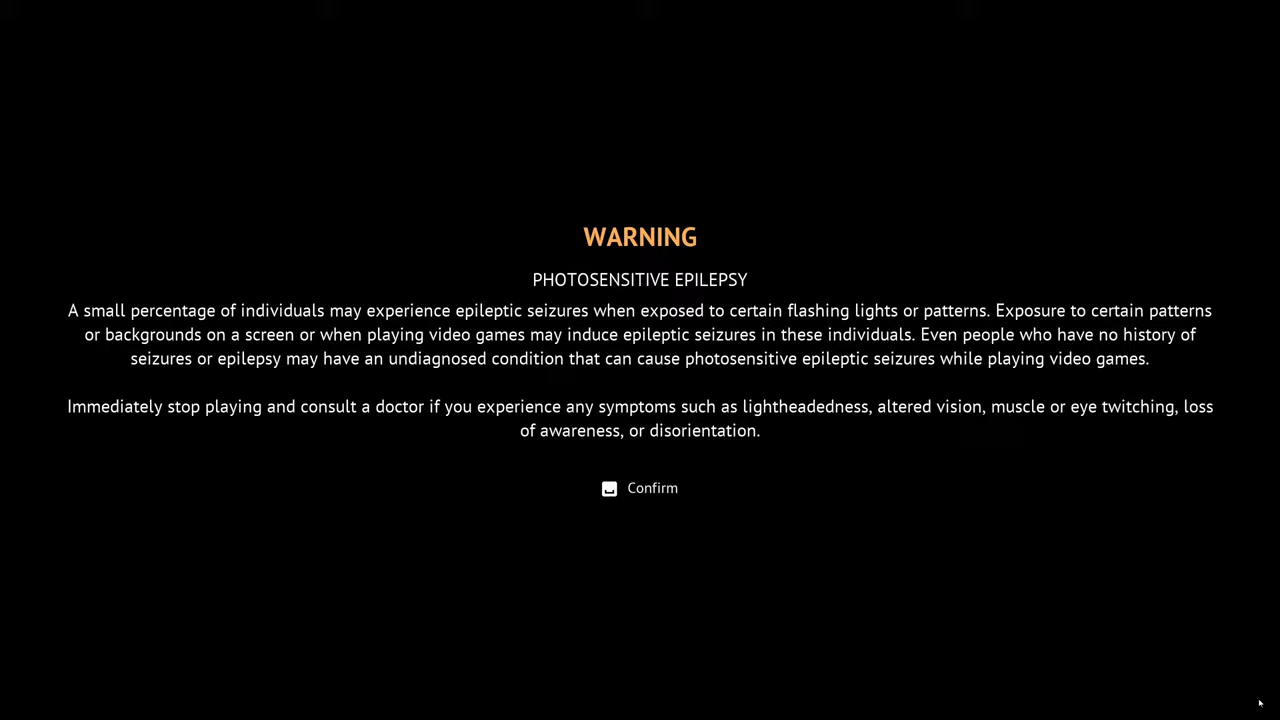 WARNING
PHOTOSENSITIVE EPILEPSY
A small percentage of individuals may experience epileptic seizures when exposed to certain flashing lights or patterns. Exposure to certain patterns
or backgrounds on a screen or when playing video games may induce epileptic seizures in these individuals. Even people who have no history of
seizures or epilepsy may have an undiagnosed condition that can cause photosensitive epileptic seizures while playing video games.
Immediately stop playing and consult a doctor if you experience any symptoms such as lightheadedness, altered vision, muscle or eye twitching, loss
of awareness, or disorientation.
Confirm